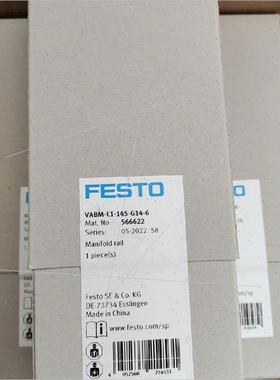 FESTO
VABM-L1-14S-G14-6
Mat. No.: 566622
Series: 05-2022 58
Manifold rail
1 piece(s)
Festo SE & Co. KG
DE-73734 Esslingen
Made in China
www.festo.com/sp